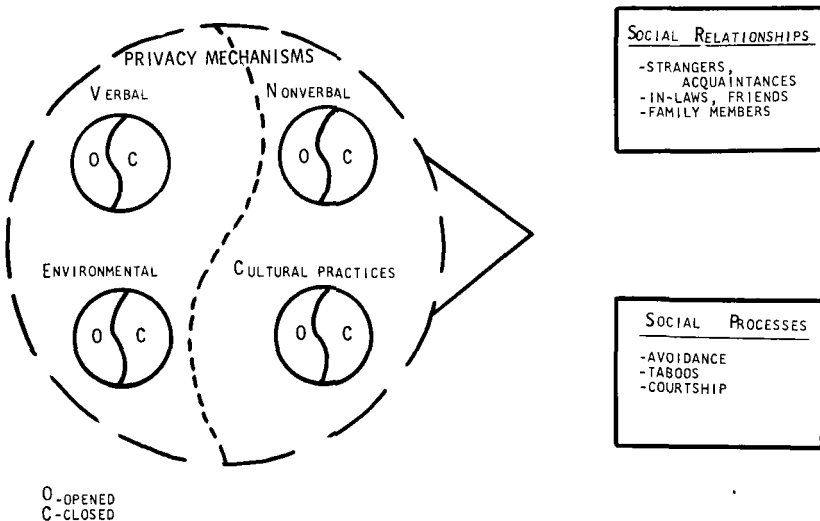 PRIVACY MECHANISMS
VERBAL
NONVERBAL
O C
O C
ENVIRONMENTAL
CULTURAL PRACTICES
O C
O C
O-OPENED
C-CLOSED
SOCIAL RELATIONSHIPS
-STRANGERS,
ACQUAINTANCES
-IN-LAWS, FRIENDS
-FAMILY MEMBERS
SOCIAL PROCESSES
-AVOIDANCE
-TABOOS
-COURTSHIP